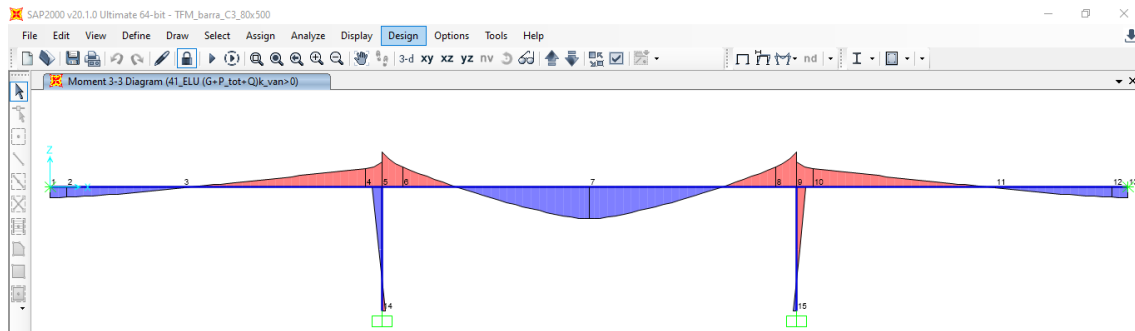 SAP2000 v20.1.0 Ultimate 64-bit - TFM_barra_C3_80x500
File Edit View Define Draw Select Assign Analyze Display Design Options Tools Help
3-d xy xz yz nv nd
Moment 3-3 Diagram (41_ELU (G+P_tot+Q)k_van>0)
Z
1 2 3 4 5 6 7 8 9 10 11 12 13
X
14 15